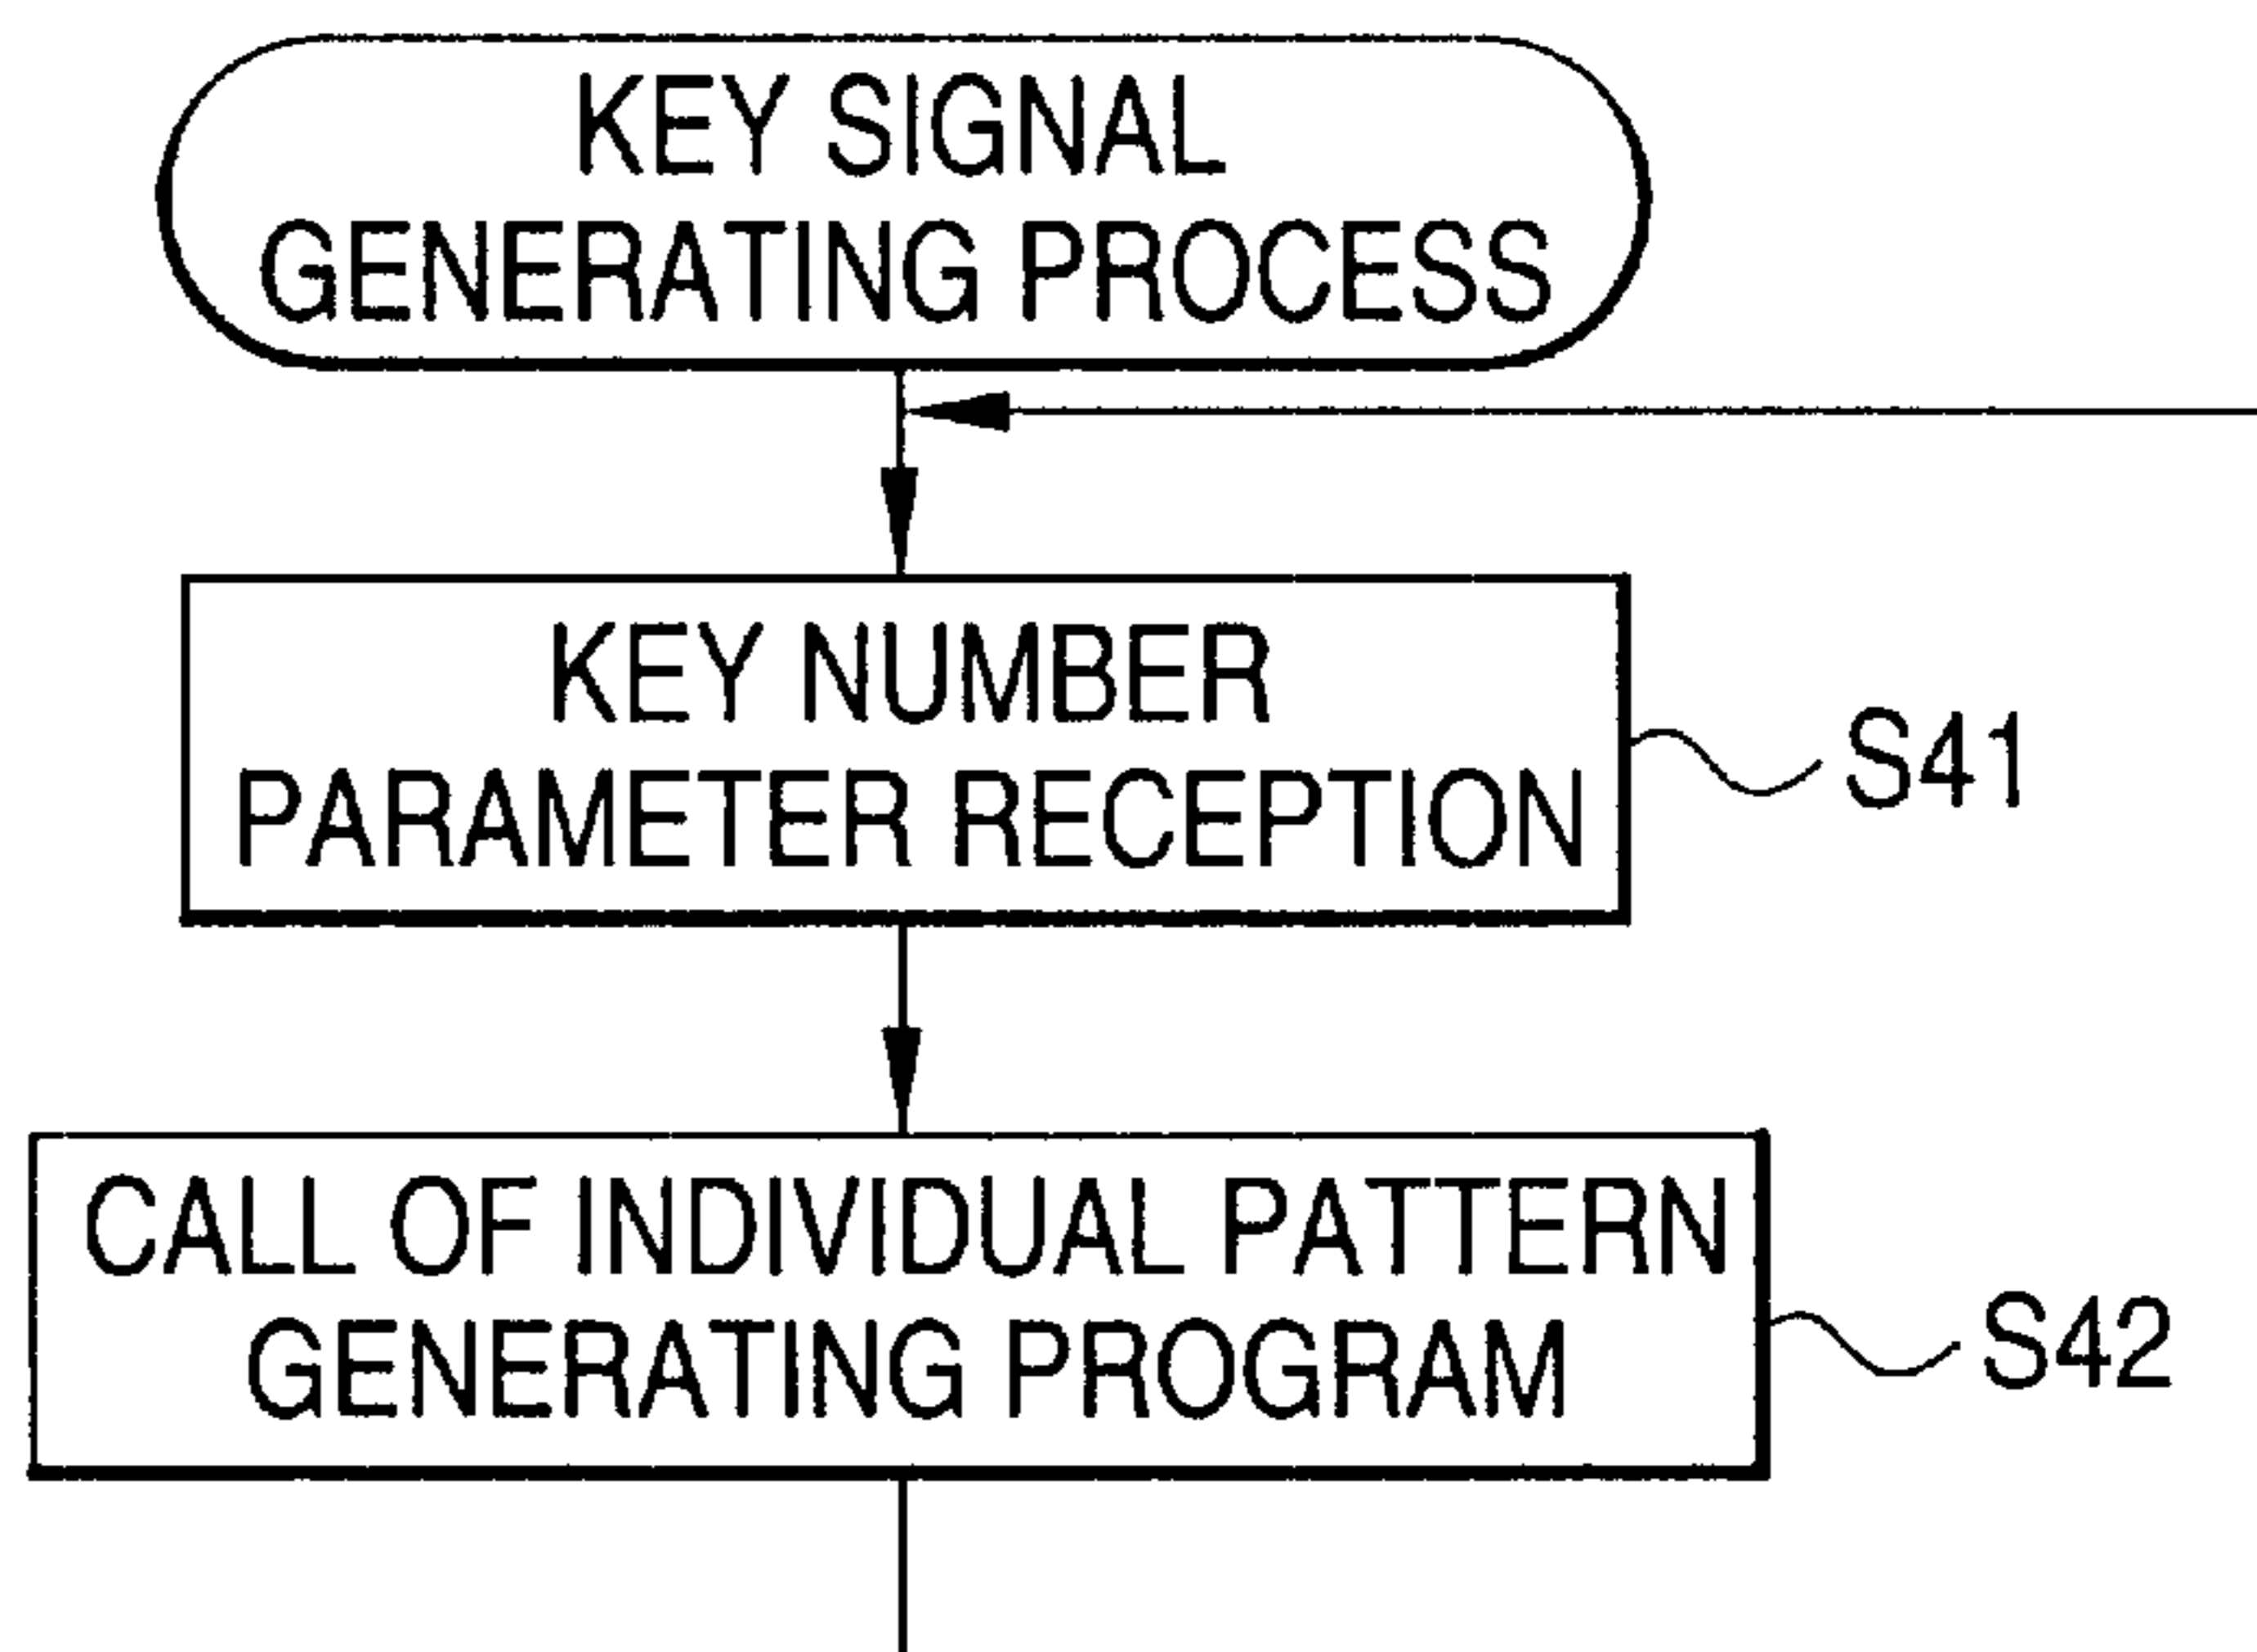 KEY SIGNAL
GENERATING PROCESS
KEY NUMBER
PARAMETER RECEPTION
S41
CALL OF INDIVIDUAL PATTERN
GENERATING PROGRAM
S42